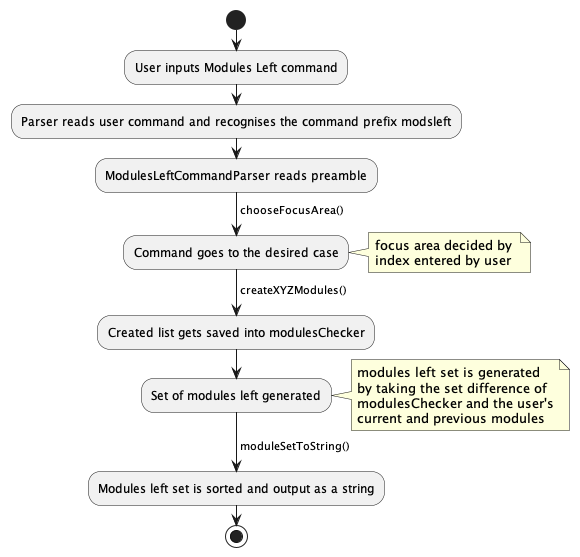 User inputs Modules Left command
Parser reads user command and recognises the command prefix modsleft
ModulesLeftCommandParser reads preamble
chooseFocusArea()
Command goes to the desired case
focus area decided by
index entered by user
createXYZModules()
Created list gets saved into modulesChecker
Set of modules left generated
modules left set is generated
by taking the set difference of
modulesChecker and the user's
current and previous modules
moduleSetToString()
Modules left set is sorted and output as a string